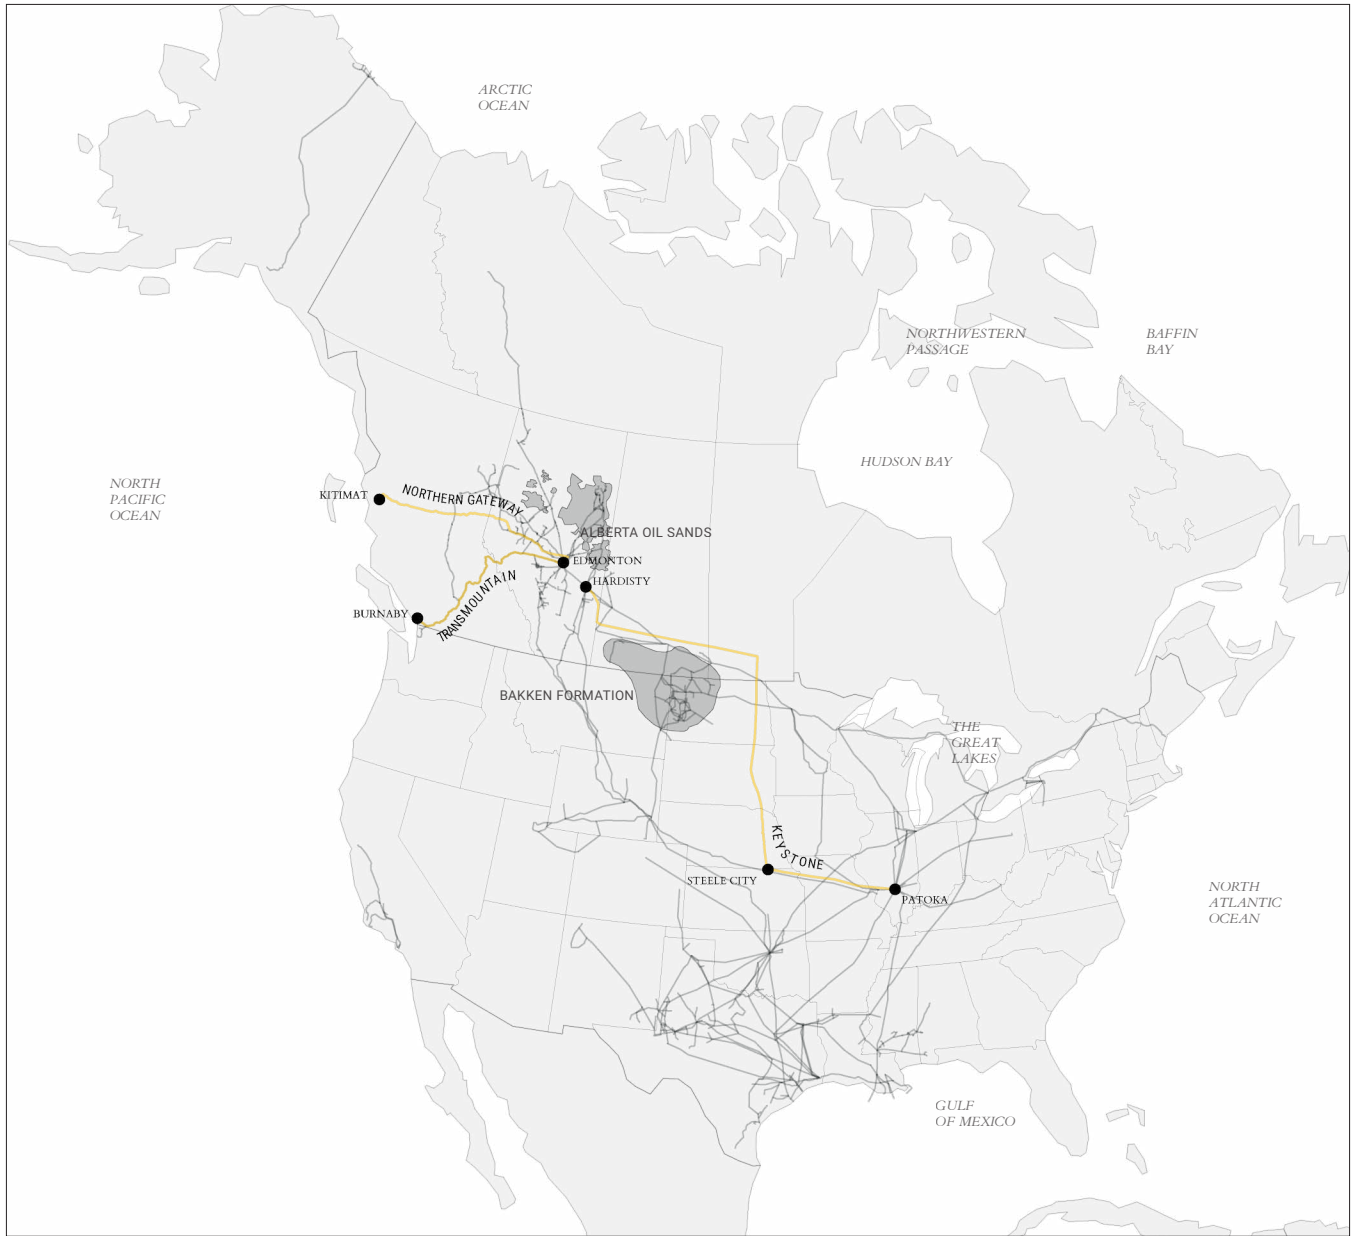 ARCTIC
OCEAN
NORTHWESTERN
PASSAGE
BAFFIN
BAY
HUDSON BAY
NORTH
PACIFIC
OCEAN
KITIMAT
NORTHERN GATEWAY
ALBERTA OIL SANDS
EDMONTON
HARDISTY
BURNABY
TRANSMOUNTAIN
BAKKEN FORMATION
THE
GREAT
LAKES
KEYSTONE
STEELE CITY
PATOKA
NORTH
ATLANTIC
OCEAN
GULF
OF MEXICO